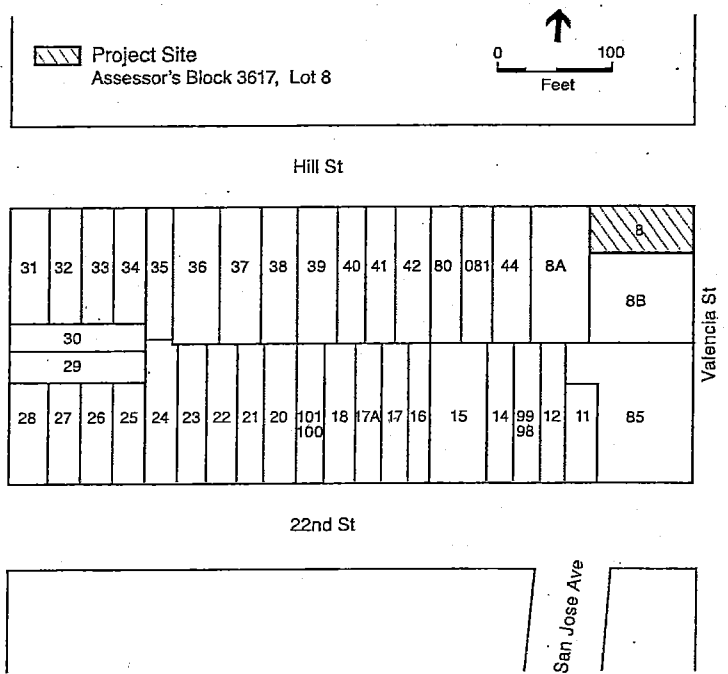 Project Site
Assessor's Block 3617, Lot 8
0 100
Feet
Hill St
31 32 33 34 35 36 37 38 39 40 41 42 80 081 44 8A 8
8B
Valencia St
30
29
28 27 26 25 24 23 22 21 20 101 18 17A 17 16 15 14 99 12 11 85
100 98
22nd St
San Jose Ave